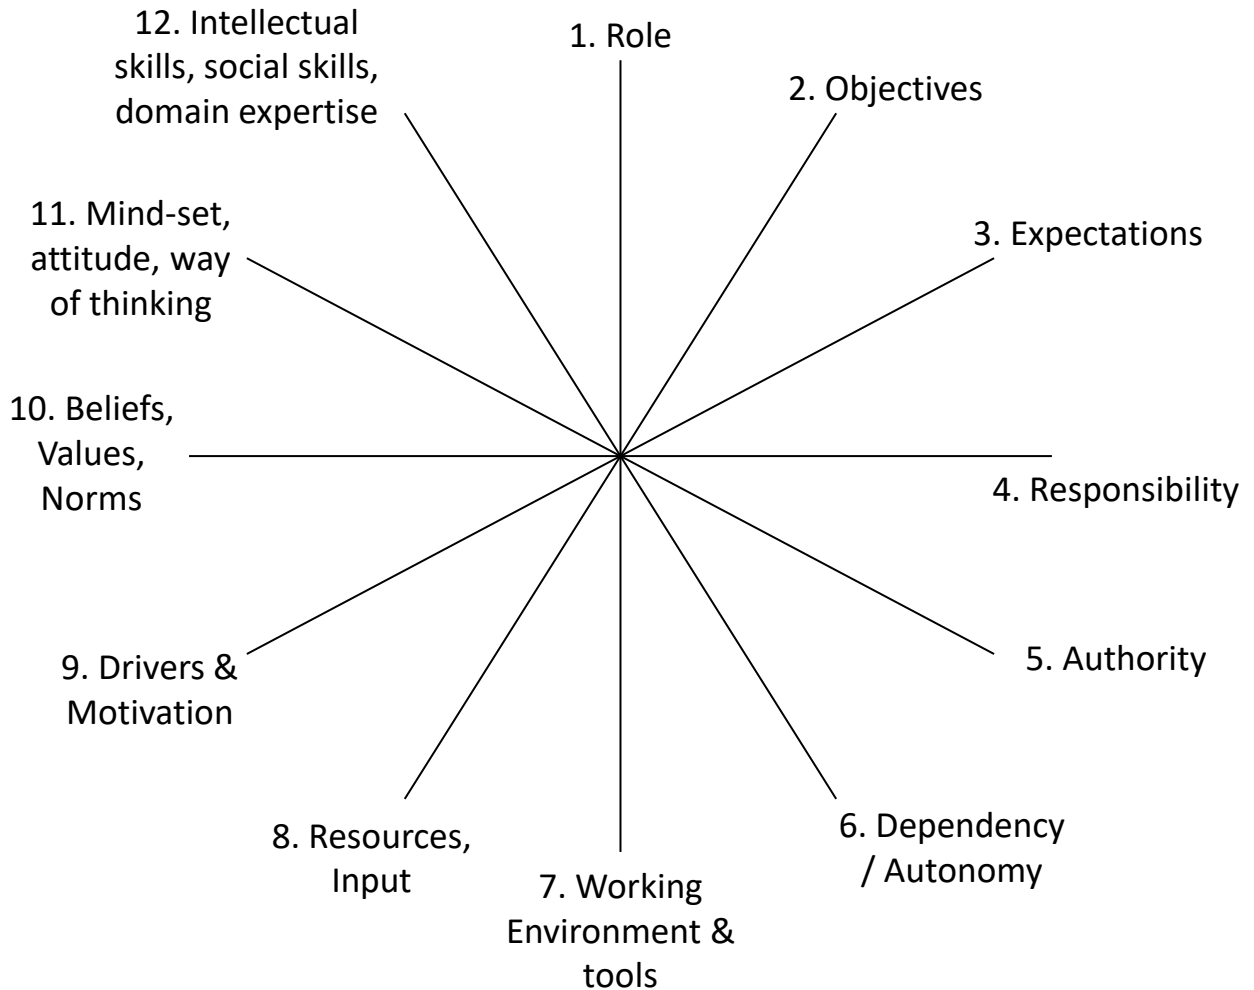 1. Role
2. Objectives
3. Expectations
4. Responsibility
5. Authority
6. Dependency
/ Autonomy
7. Working
Environment &
tools
8. Resources,
Input
9. Drivers &
Motivation
10. Beliefs,
Values,
Norms
11. Mind-set,
attitude, way
of thinking
12. Intellectual
skills, social skills,
domain expertise